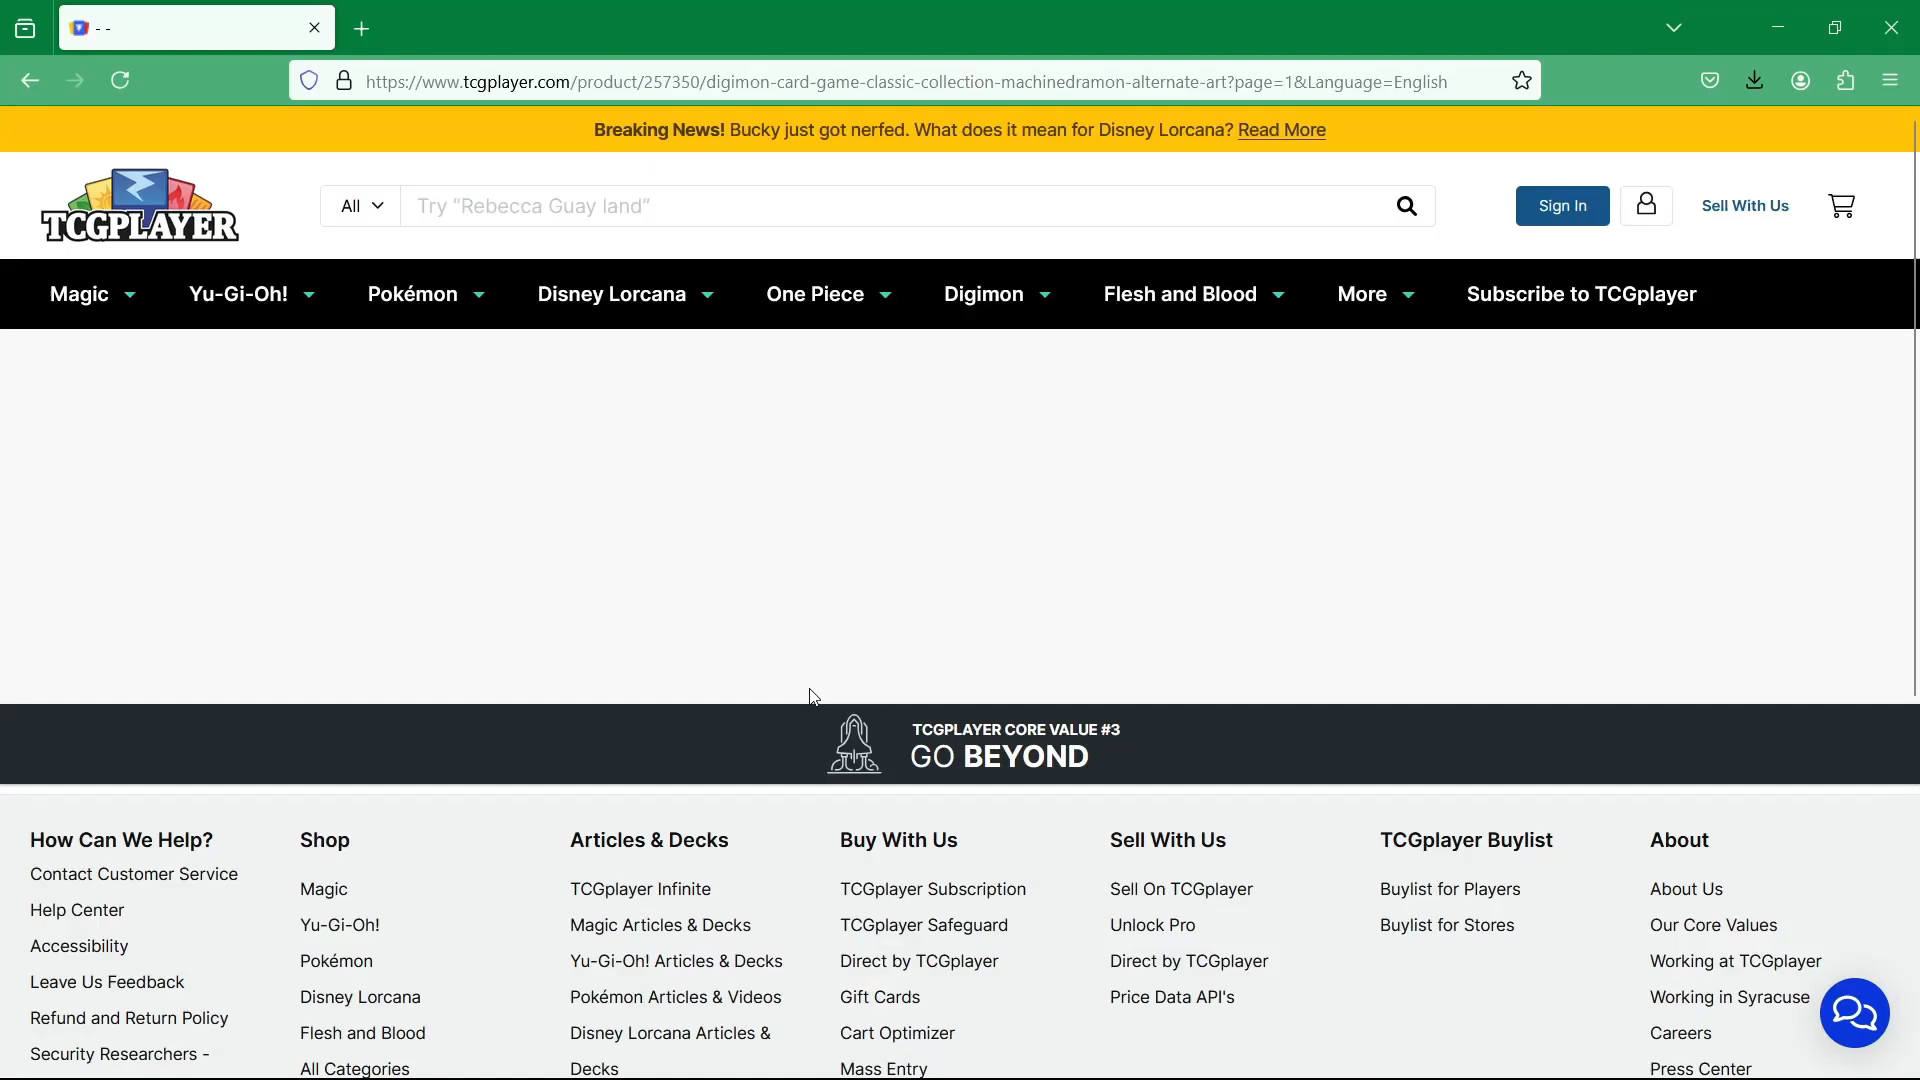 - -
https://www.tcgplayer.com/product/257350/digimon-card-game-classic-collection-machinedramon-alternate-art?page=1&Language=English
Breaking News! Bucky just got nerfed. What does it mean for Disney Lorcana? Read More
TCGPLAYER
All
Try “Rebecca Guay land”
Sign In
Sell With Us
Magic
Yu-Gi-Oh!
Pokémon
Disney Lorcana
One Piece
Digimon
Flesh and Blood
More
Subscribe to TCGplayer
TCGPLAYER CORE VALUE #3
GO BEYOND
How Can We Help?
Contact Customer Service
Help Center
Accessibility
Leave Us Feedback
Refund and Return Policy
Security Researchers -
Shop
Magic
Yu-Gi-Oh!
Pokémon
Disney Lorcana
Flesh and Blood
All Categories
Articles & Decks
TCGplayer Infinite
Magic Articles & Decks
Yu-Gi-Oh! Articles & Decks
Pokémon Articles & Videos
Disney Lorcana Articles &
Decks
Buy With Us
TCGplayer Subscription
TCGplayer Safeguard
Direct by TCGplayer
Gift Cards
Cart Optimizer
Mass Entry
Sell With Us
Sell On TCGplayer
Unlock Pro
Direct by TCGplayer
Price Data API's
TCGplayer Buylist
Buylist for Players
Buylist for Stores
About
About Us
Our Core Values
Working at TCGplayer
Working in Syracuse
Careers
Press Center